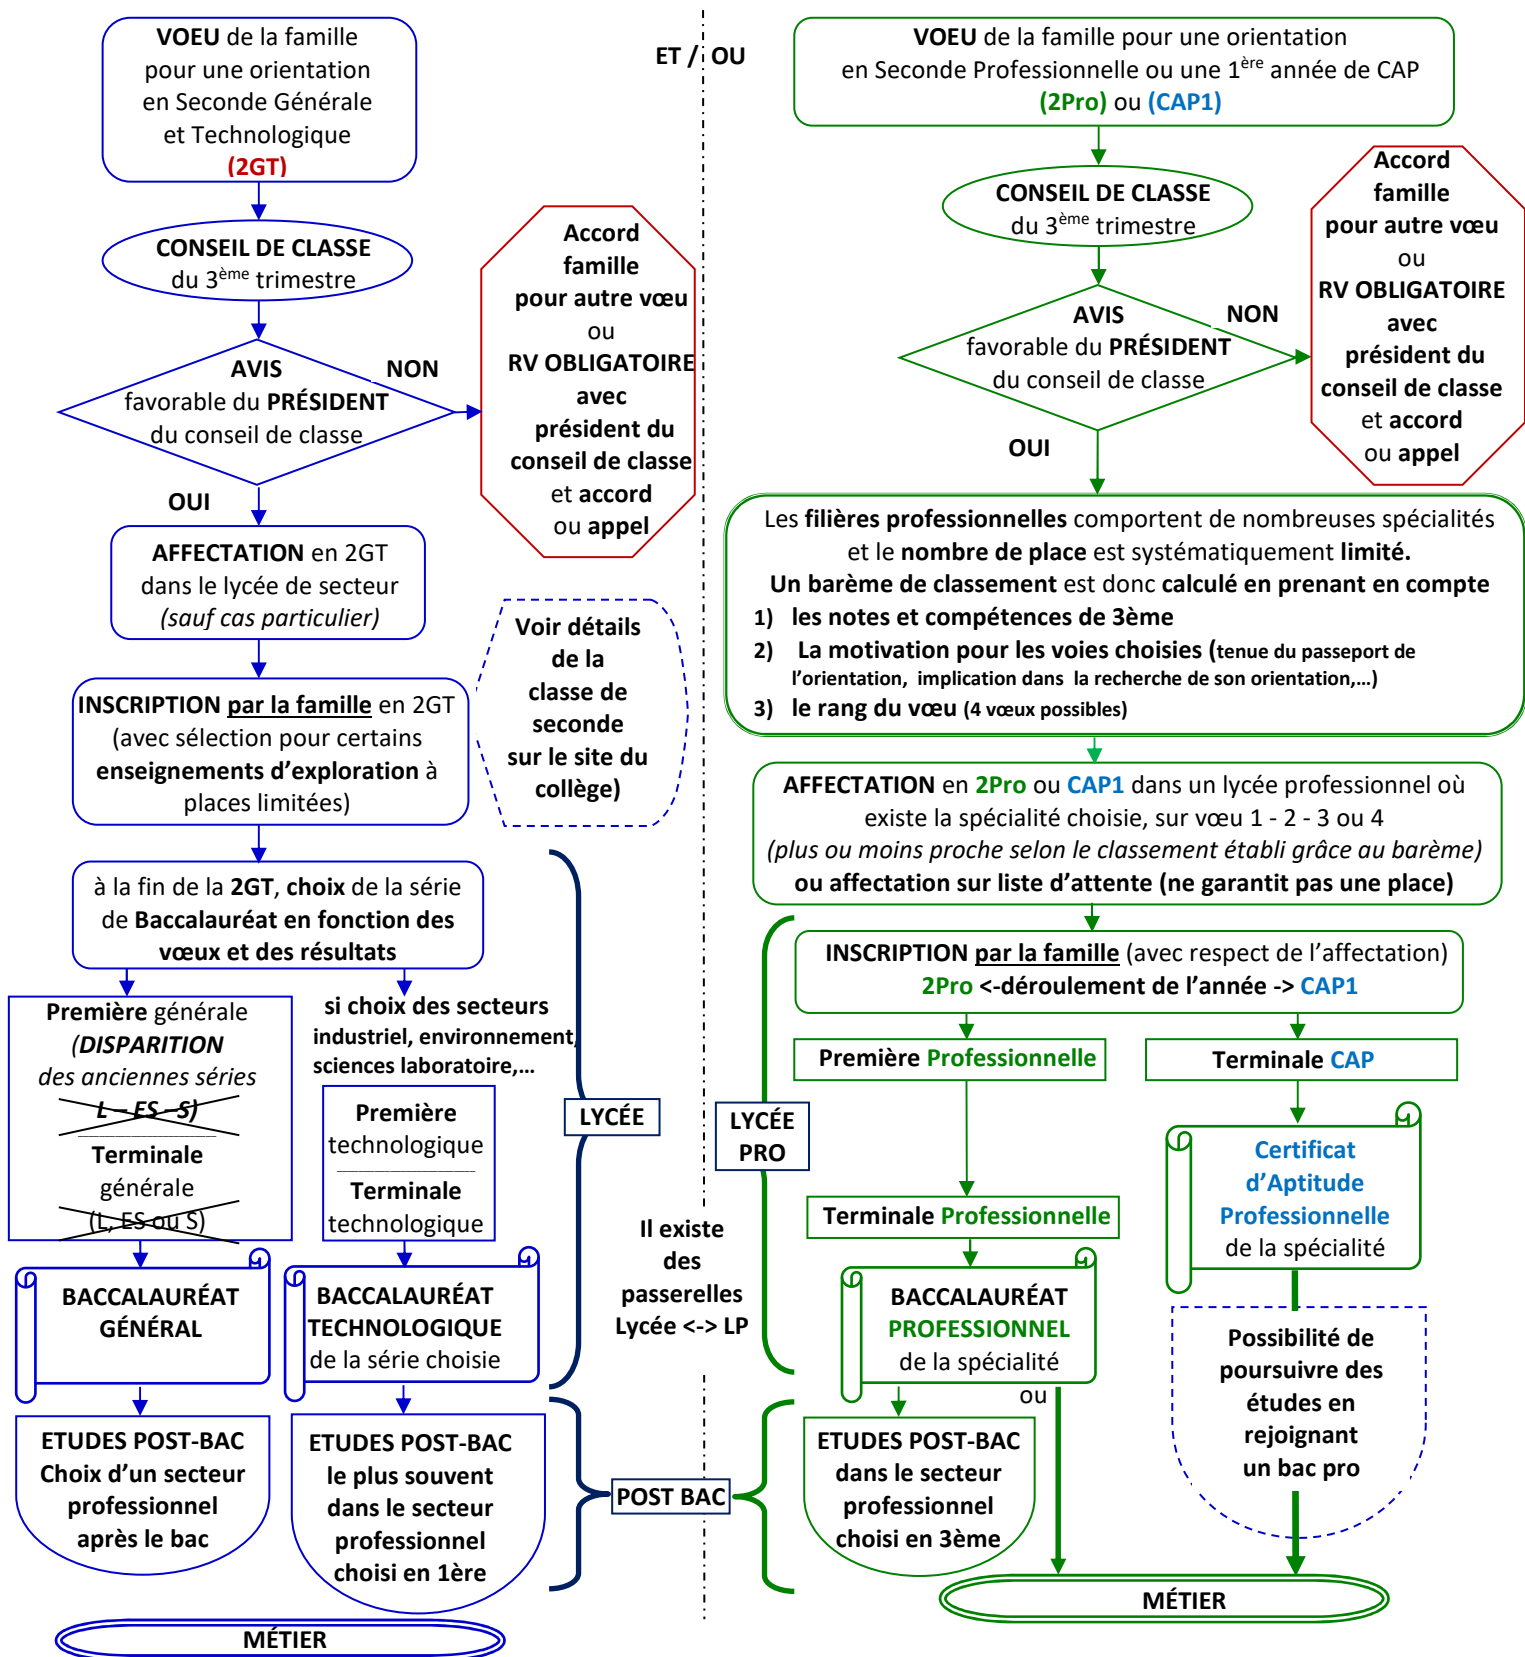 VOEU de la famille
pour une orientation
en Seconde Générale
et Technologique
(2GT)
CONSEIL DE CLASSE
du 3ème trimestre
AVIS
favorable du PRÉSIDENT
du conseil de classe
NON
OUI
Accord
famille
pour autre vœu
ou
RV OBLIGATOIRE
avec
président du
conseil de classe
et accord
ou appel
AFFECTATION en 2GT
dans le lycée de secteur
(sauf cas particulier)
INSCRIPTION par la famille en 2GT
(avec sélection pour certains
enseignements d’exploration à
places limitées)
Voir détails
de la
classe de
seconde
sur le site du
collège)
à la fin de la 2GT, choix de la série
de Baccalauréat en fonction des
vœux et des résultats
Première générale
(DISPARITION
des anciennes séries
L – ES –S)
Terminale
générale
(L, ES ou S)
si choix des secteurs
industriel, environnement,
sciences laboratoire,…
Première
technologique
Terminale
technologique
BACCALAURÉAT
GÉNÉRAL
BACCALAURÉAT
TECHNOLOGIQUE
de la série choisie
ETUDES POST-BAC
Choix d’un secteur
professionnel
après le bac
ETUDES POST-BAC
le plus souvent
dans le secteur
professionnel
choisi en 1ère
MÉTIER
ET / OU
LYCÉE
LYCÉE
PRO
Il existe
des
passerelles
Lycée <-> LP
POST BAC
VOEU de la famille pour une orientation
en Seconde Professionnelle ou une 1ère année de CAP
(2Pro) ou (CAP1)
CONSEIL DE CLASSE
du 3ème trimestre
AVIS
favorable du PRÉSIDENT
du conseil de classe
NON
OUI
Accord
famille
pour autre vœu
ou
RV OBLIGATOIRE
avec
président du
conseil de classe
et accord
ou appel
Les filières professionnelles comportent de nombreuses spécialités
et le nombre de place est systématiquement limité.
Un barème de classement est donc calculé en prenant en compte
1) les notes et compétences de 3ème
2) La motivation pour les voies choisies (tenue du passeport de
l’orientation, implication dans la recherche de son orientation,…)
3) le rang du vœu (4 vœux possibles)
AFFECTATION en 2Pro ou CAP1 dans un lycée professionnel où
existe la spécialité choisie, sur vœu 1 - 2 - 3 ou 4
(plus ou moins proche selon le classement établi grâce au barème)
ou affectation sur liste d’attente (ne garantit pas une place)
INSCRIPTION par la famille (avec respect de l’affectation)
2Pro <-déroulement de l’année -> CAP1
Première Professionnelle
Terminale CAP
Certificat
d’Aptitude
Professionnelle
de la spécialité
Terminale Professionnelle
BACCALAURÉAT
PROFESSIONNEL
de la spécialité
ou
Possibilité de
poursuivre des
études en
rejoignant
un bac pro
ETUDES POST-BAC
dans le secteur
professionnel
choisi en 3ème
MÉTIER